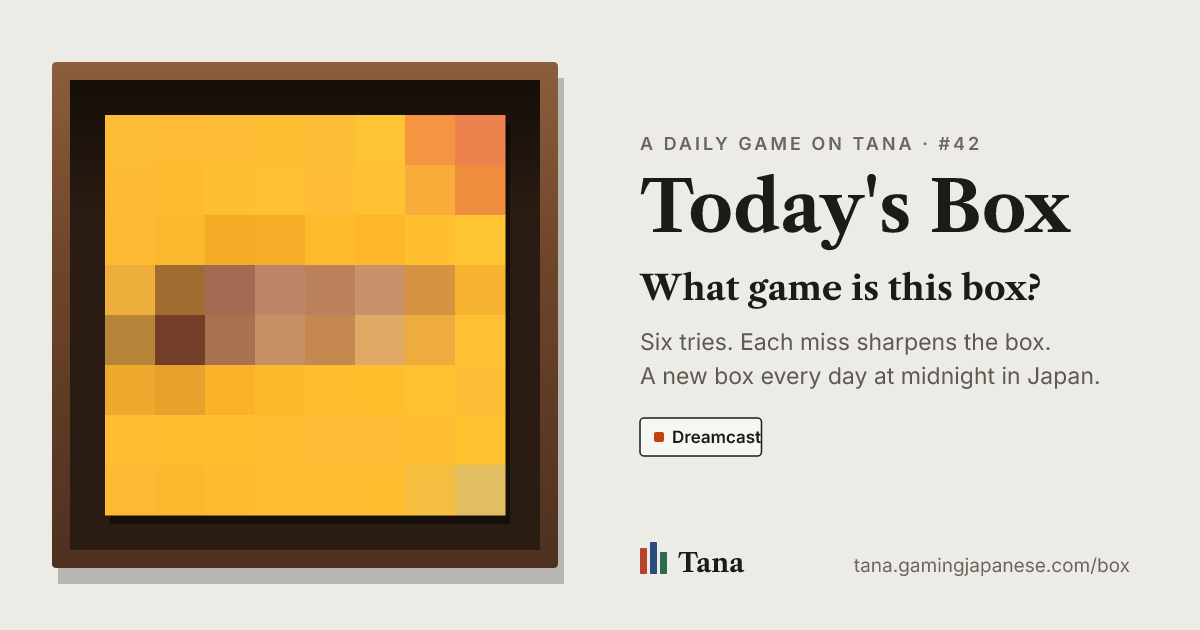 A DAILY GAME ON TANA · #42
Today's Box
What game is this box?
Six tries. Each miss sharpens the box.
A new box every day at midnight in Japan.
Dreamcast
Tana
tana.gamingjapanese.com/box